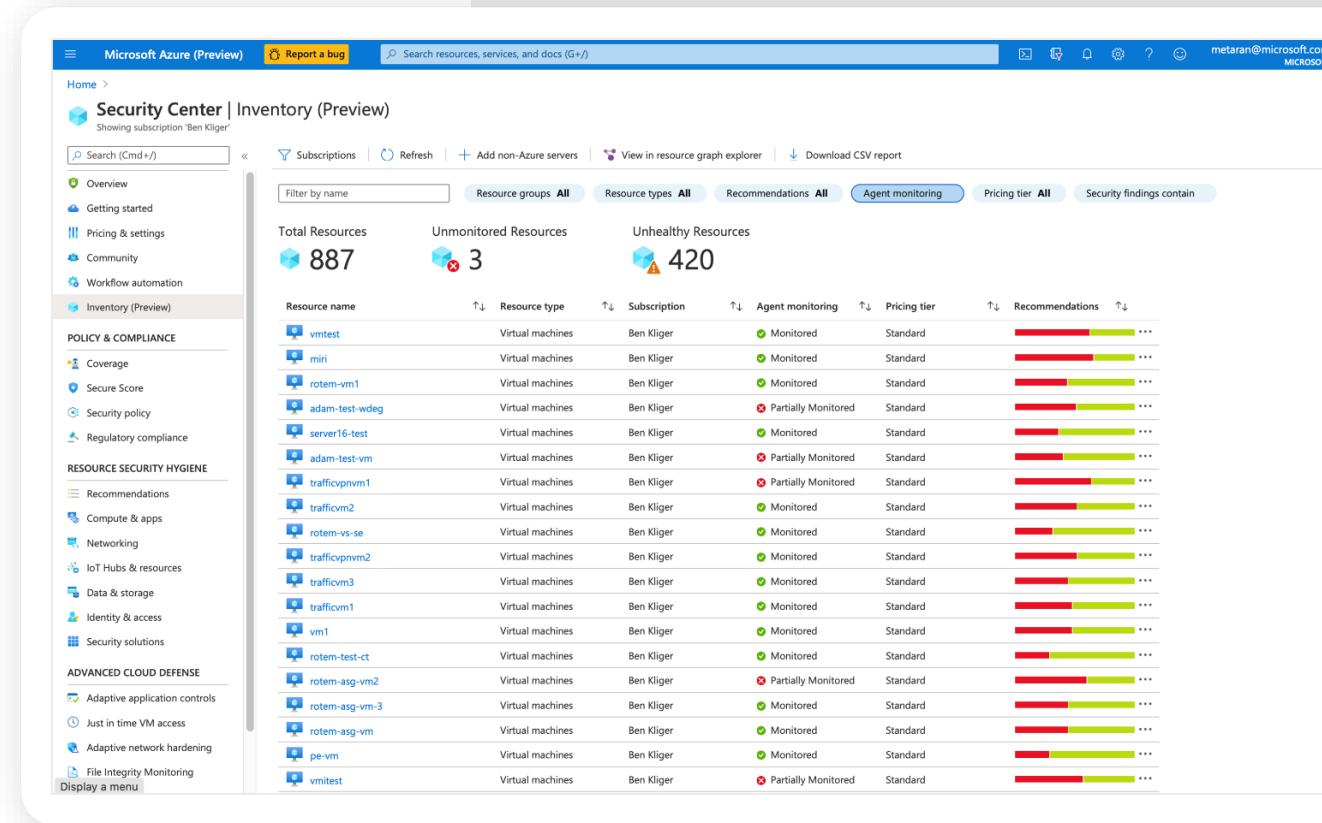 Microsoft Azure (Preview) Report a bug Search resources, services, and docs (G+/) metaran@microsoft.com
MICROSO
Home >
Security Center | Inventory (Preview)
Showing subscription 'Ben Kliger'
Search (Cmd+/) «
Overview
Getting started
Pricing & settings
Community
Workflow automation
Inventory (Preview)
POLICY & COMPLIANCE
Coverage
Secure Score
Security policy
Regulatory compliance
RESOURCE SECURITY HYGIENE
Recommendations
Compute & apps
Networking
IoT Hubs & resources
Data & storage
Identity & access
Security solutions
ADVANCED CLOUD DEFENSE
Adaptive application controls
Just in time VM access
Adaptive network hardening
File Integrity Monitoring
Display a menu
Subscriptions Refresh Add non-Azure servers View in resource graph explorer Download CSV report
Filter by name Resource groups All Resource types All Recommendations All Agent monitoring Pricing tier All Security findings contain
Total Resources Unmonitored Resources Unhealthy Resources
887 3 420
Resource name Resource type Subscription Agent monitoring Pricing tier Recommendations
vmtest Virtual machines Ben Kliger Monitored Standard
miri Virtual machines Ben Kliger Monitored Standard
rotem-vm1 Virtual machines Ben Kliger Monitored Standard
adam-test-wdeg Virtual machines Ben Kliger Partially Monitored Standard
server16-test Virtual machines Ben Kliger Monitored Standard
adam-test-vm Virtual machines Ben Kliger Partially Monitored Standard
trafficvpnvm1 Virtual machines Ben Kliger Partially Monitored Standard
trafficvm2 Virtual machines Ben Kliger Monitored Standard
rotem-vs-se Virtual machines Ben Kliger Monitored Standard
trafficvpnvm2 Virtual machines Ben Kliger Monitored Standard
trafficvm3 Virtual machines Ben Kliger Monitored Standard
trafficvm1 Virtual machines Ben Kliger Monitored Standard
vm1 Virtual machines Ben Kliger Monitored Standard
rotem-test-ct Virtual machines Ben Kliger Monitored Standard
rotem-asg-vm2 Virtual machines Ben Kliger Partially Monitored Standard
rotem-asg-vm-3 Virtual machines Ben Kliger Monitored Standard
rotem-asg-vm Virtual machines Ben Kliger Monitored Standard
pe-vm Virtual machines Ben Kliger Monitored Standard
vmitest Virtual machines Ben Kliger Partially Monitored Standard